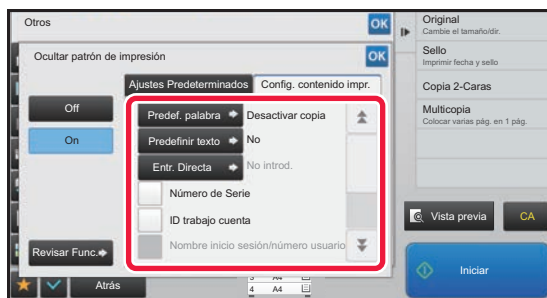 Otros
OK
Ocultar patrón de impresión
OK
Ajustes Predeterminados
Config. contenido impr.
Off
On
Predef. palabra
Desactivar copia
Predefinir texto
No
Entr. Directa
No introd.
Número de Serie
ID trabajo cuenta
Nombre inicio sesión/número usuario
Revisar Func.
Atrás
3 A4
4 A4
Original
Cambie el tamaño/dir.
Sello
Imprimir fecha y sello
Copia 2-Caras
Multicopia
Colocar varias pág. en 1 pág.
Vista previa
CA
Iniciar